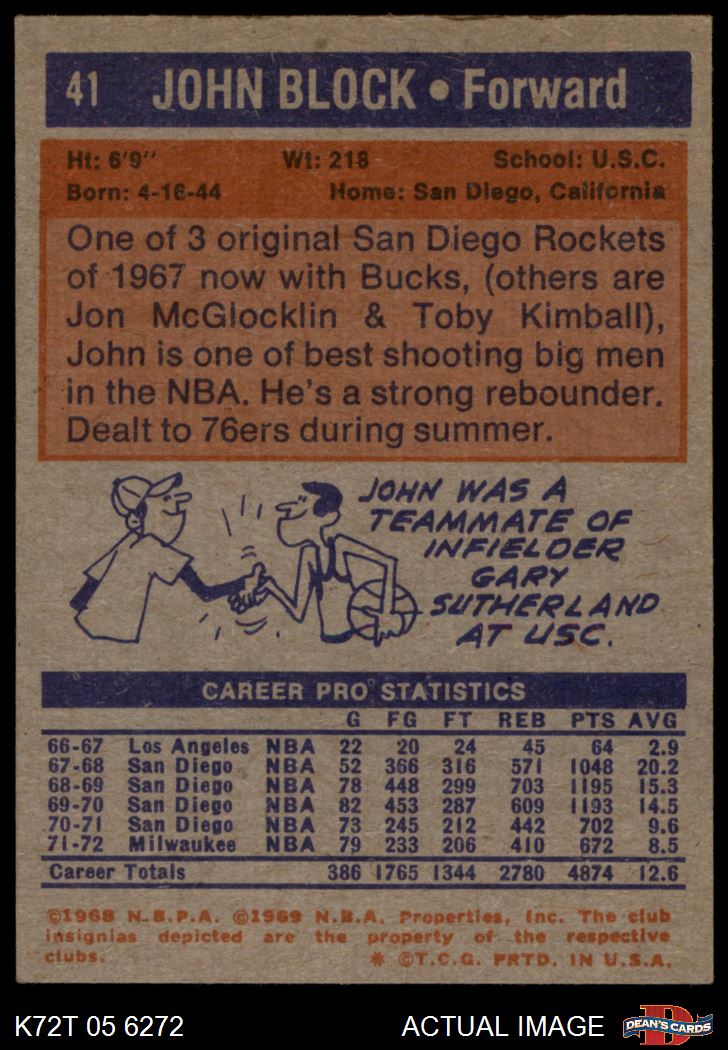 41 JOHN BLOCK • Forward
Ht: 6'9" Wt: 218 School: U.S.C.
Born: 4-16-44 Home: San Diego, California
One of 3 original San Diego Rockets
of 1967 now with Bucks, (others are
Jon McGlocklin & Toby Kimball),
John is one of best shooting big men
in the NBA. He's a strong rebounder.
Dealt to 76ers during summer.
JOHN WAS A
TEAMMATE OF
INFIELDER
GARY
SUTHERLAND
AT USC.
CAREER PRO STATISTICS
G FG FT REB PTS AVG
66-67 Los Angeles NBA 22 20 24 45 64 2.9
67-68 San Diego NBA 52 366 316 571 1048 20.2
68-69 San Diego NBA 78 448 299 703 1195 15.3
69-70 San Diego NBA 82 453 287 609 1193 14.5
70-71 San Diego NBA 73 245 212 442 702 9.6
71-72 Milwaukee NBA 79 233 206 410 672 8.5
Career Totals 386 1765 1344 2780 4874 12.6
©1968 N.B.P.A. ©1969 N.B.A. Properties, Inc. The club
insignias depicted are the property of the respective
clubs. * ©T.C.G. PRTD. IN U.S.A.
K72T 05 6272 ACTUAL IMAGE D DEAN'S CARDS